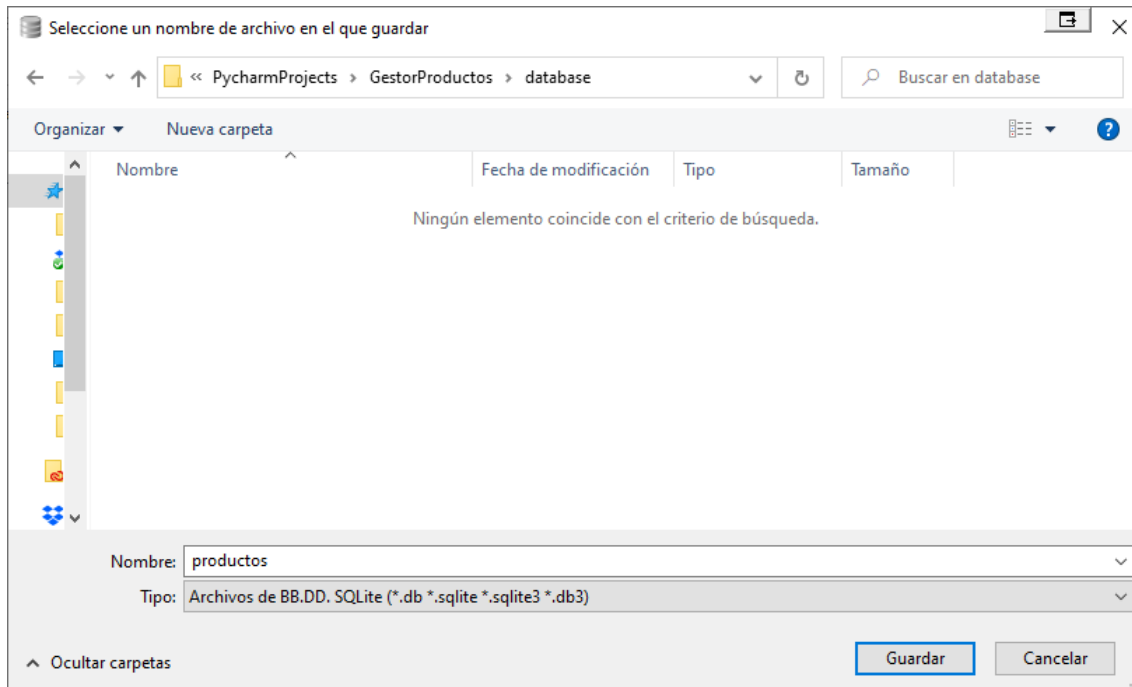 Seleccione un nombre de archivo en el que guardar
« PycharmProjects > GestorProductos > database
Buscar en database
Organizar
Nueva carpeta
Nombre Fecha de modificación Tipo Tamaño
Ningún elemento coincide con el criterio de búsqueda.
Nombre: productos
Tipo: Archivos de BB.DD. SQLite (*.db *.sqlite *.sqlite3 *.db3)
Ocultar carpetas
Guardar
Cancelar